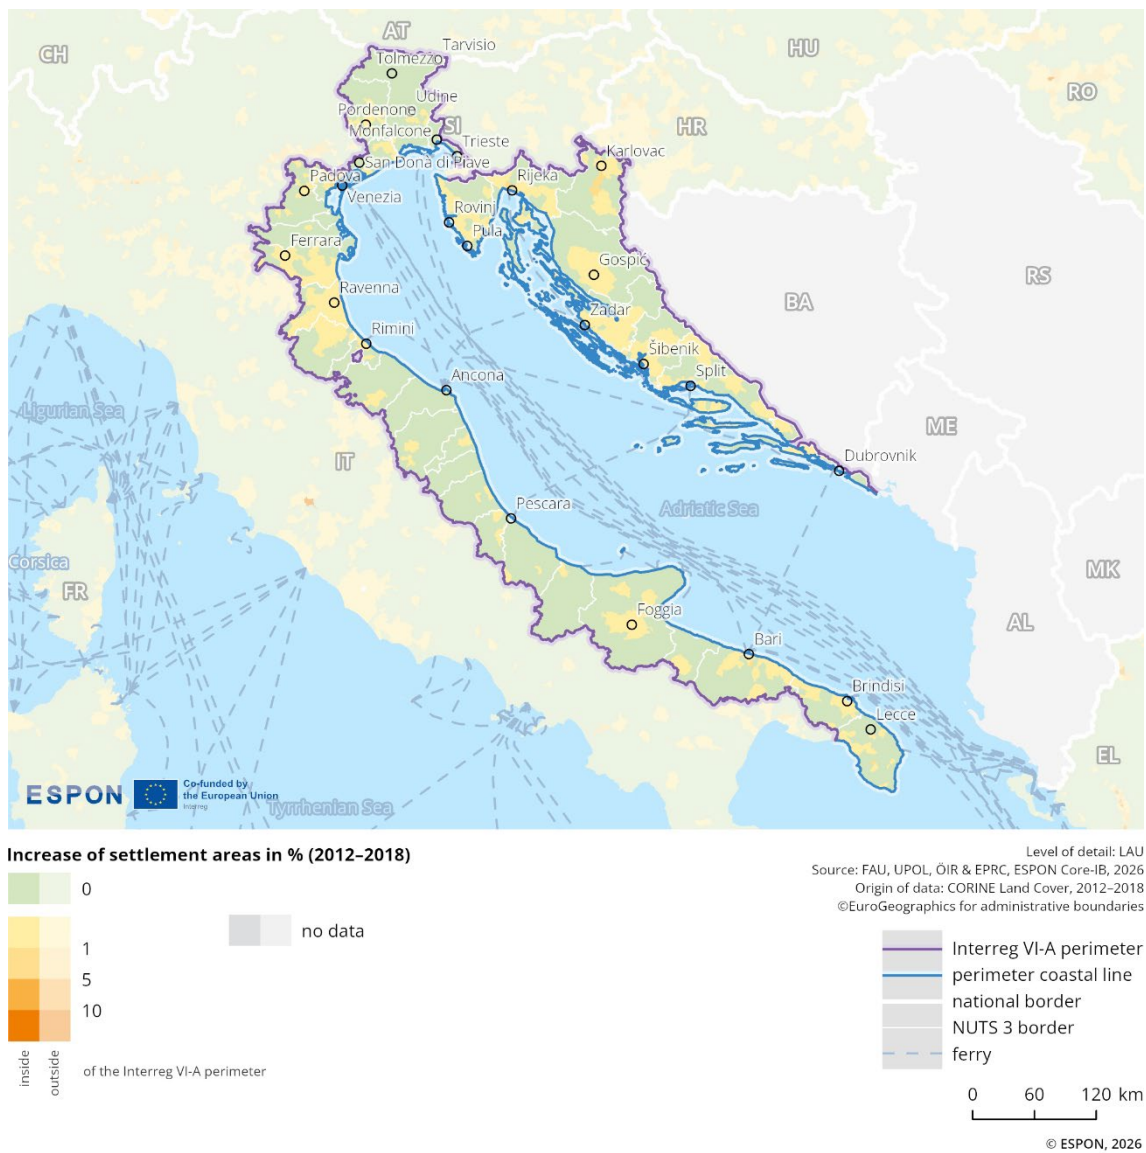 AT
CH
HU
Tarvisio
Tolmezzo
RO
Udine
Pordenone
SI
HR
Monfalcone
Trieste
Karlovac
San Donà di Piave
Padova
Rijeka
Venezia
Rovinj
Pula
Ferrara
Gospić
RS
Ravenna
BA
Zadar
Rimini
Šibenik
Split
Ancona
Ligurian Sea
ME
IT
Dubrovnik
Pescara
Adriatic Sea
Corsica
MK
FR
Foggia
AL
Bari
Brindisi
Lecce
EL
ESPON
Co-funded by
the European Union
Interreg
Tyrrhenian Sea
Increase of settlement areas in % (2012–2018)
0
1
5
10
no data
inside
outside
of the Interreg VI-A perimeter
Level of detail: LAU
Source: FAU, UPOL, ÖIR & EPRC, ESPON Core-IB, 2026
Origin of data: CORINE Land Cover, 2012–2018
©EuroGeographics for administrative boundaries
Interreg VI-A perimeter
perimeter coastal line
national border
NUTS 3 border
ferry
0 60 120 km
© ESPON, 2026